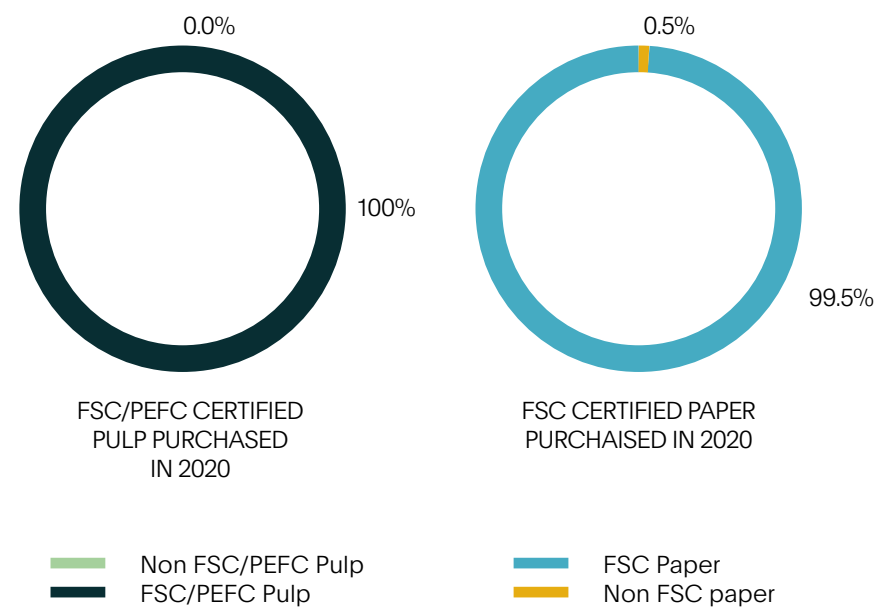 0.0%
100%
FSC/PEFC CERTIFIED
PULP PURCHASED
IN 2020
Non FSC/PEFC Pulp
FSC/PEFC Pulp
0.5%
99.5%
FSC CERTIFIED PAPER
PURCHAISED IN 2020
FSC Paper
Non FSC paper